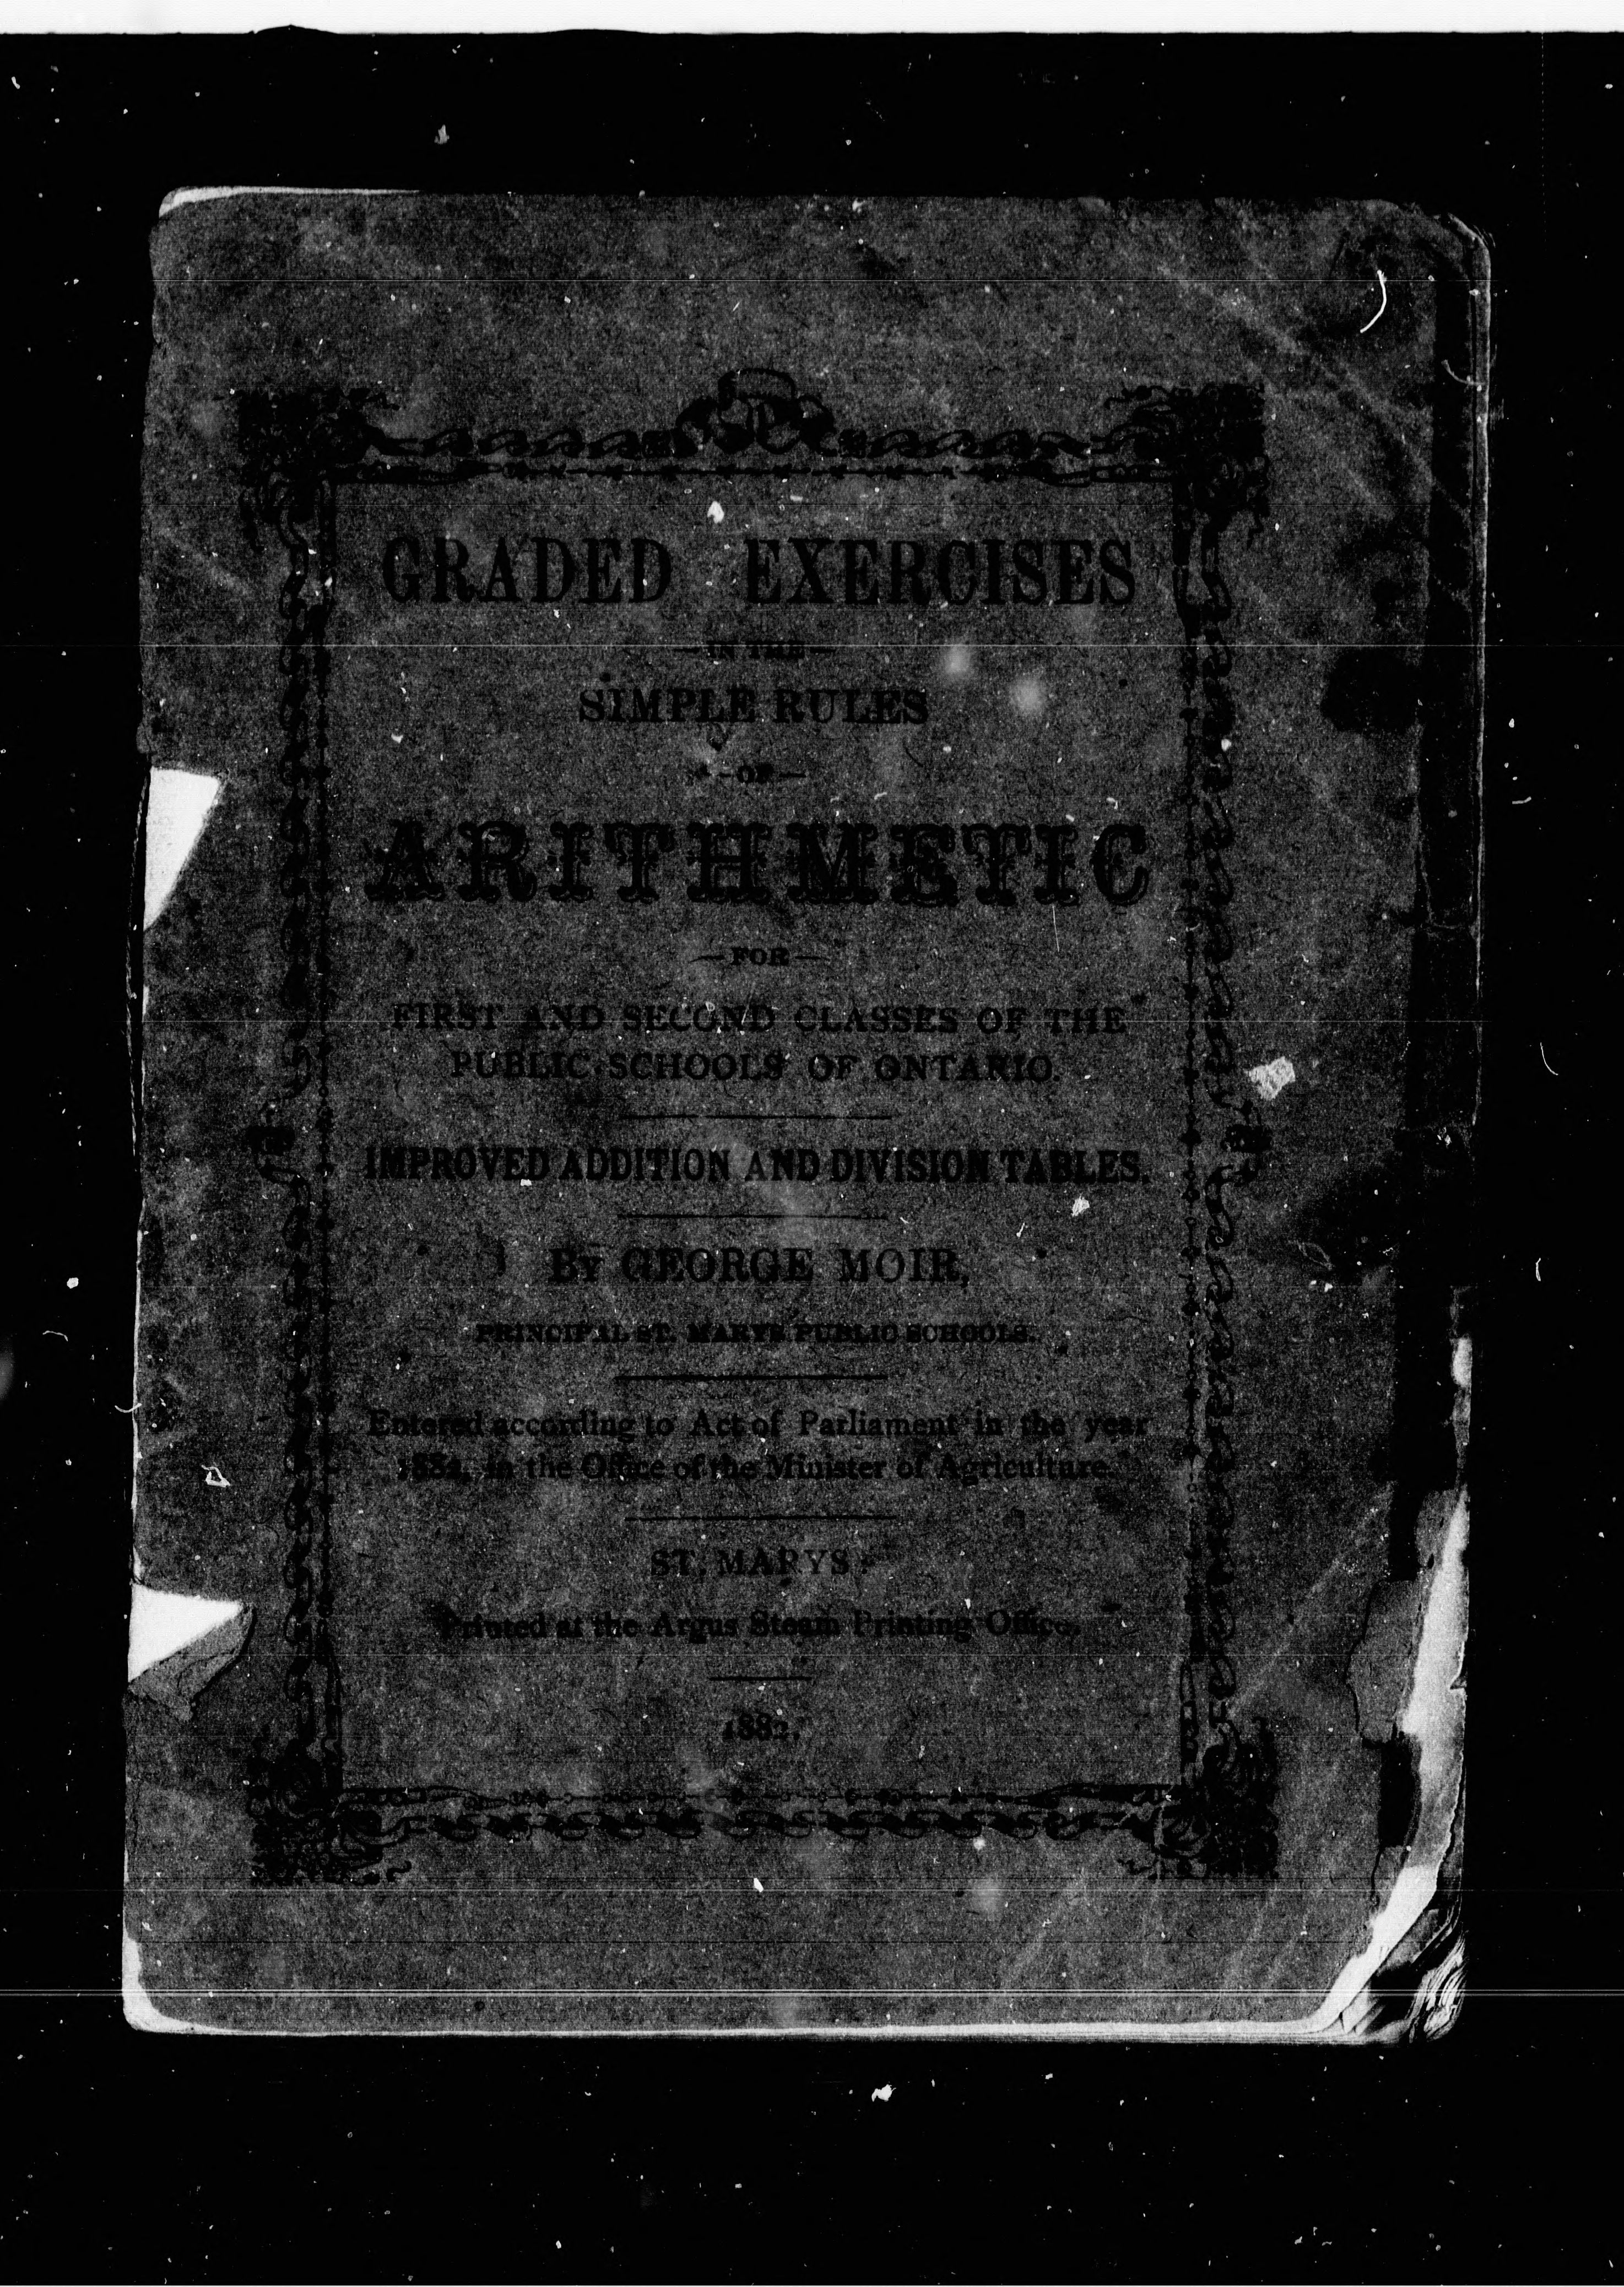 GRADED EXERCISES
—IN THE—
SIMPLE RULES
—OF—
ARITHMETIC
—FOR—
FIRST AND SECOND CLASSES OF THE
PUBLIC SCHOOLS OF ONTARIO.
IMPROVED ADDITION AND DIVISION TABLES.
BY GEORGE MOIR,
PRINCIPAL ST. MARYS PUBLIC SCHOOLS.
Entered according to Act of Parliament in the year
1882, in the Office of the Minister of Agriculture.
ST. MARYS:
Printed at the Argus Steam Printing Office.
1882.